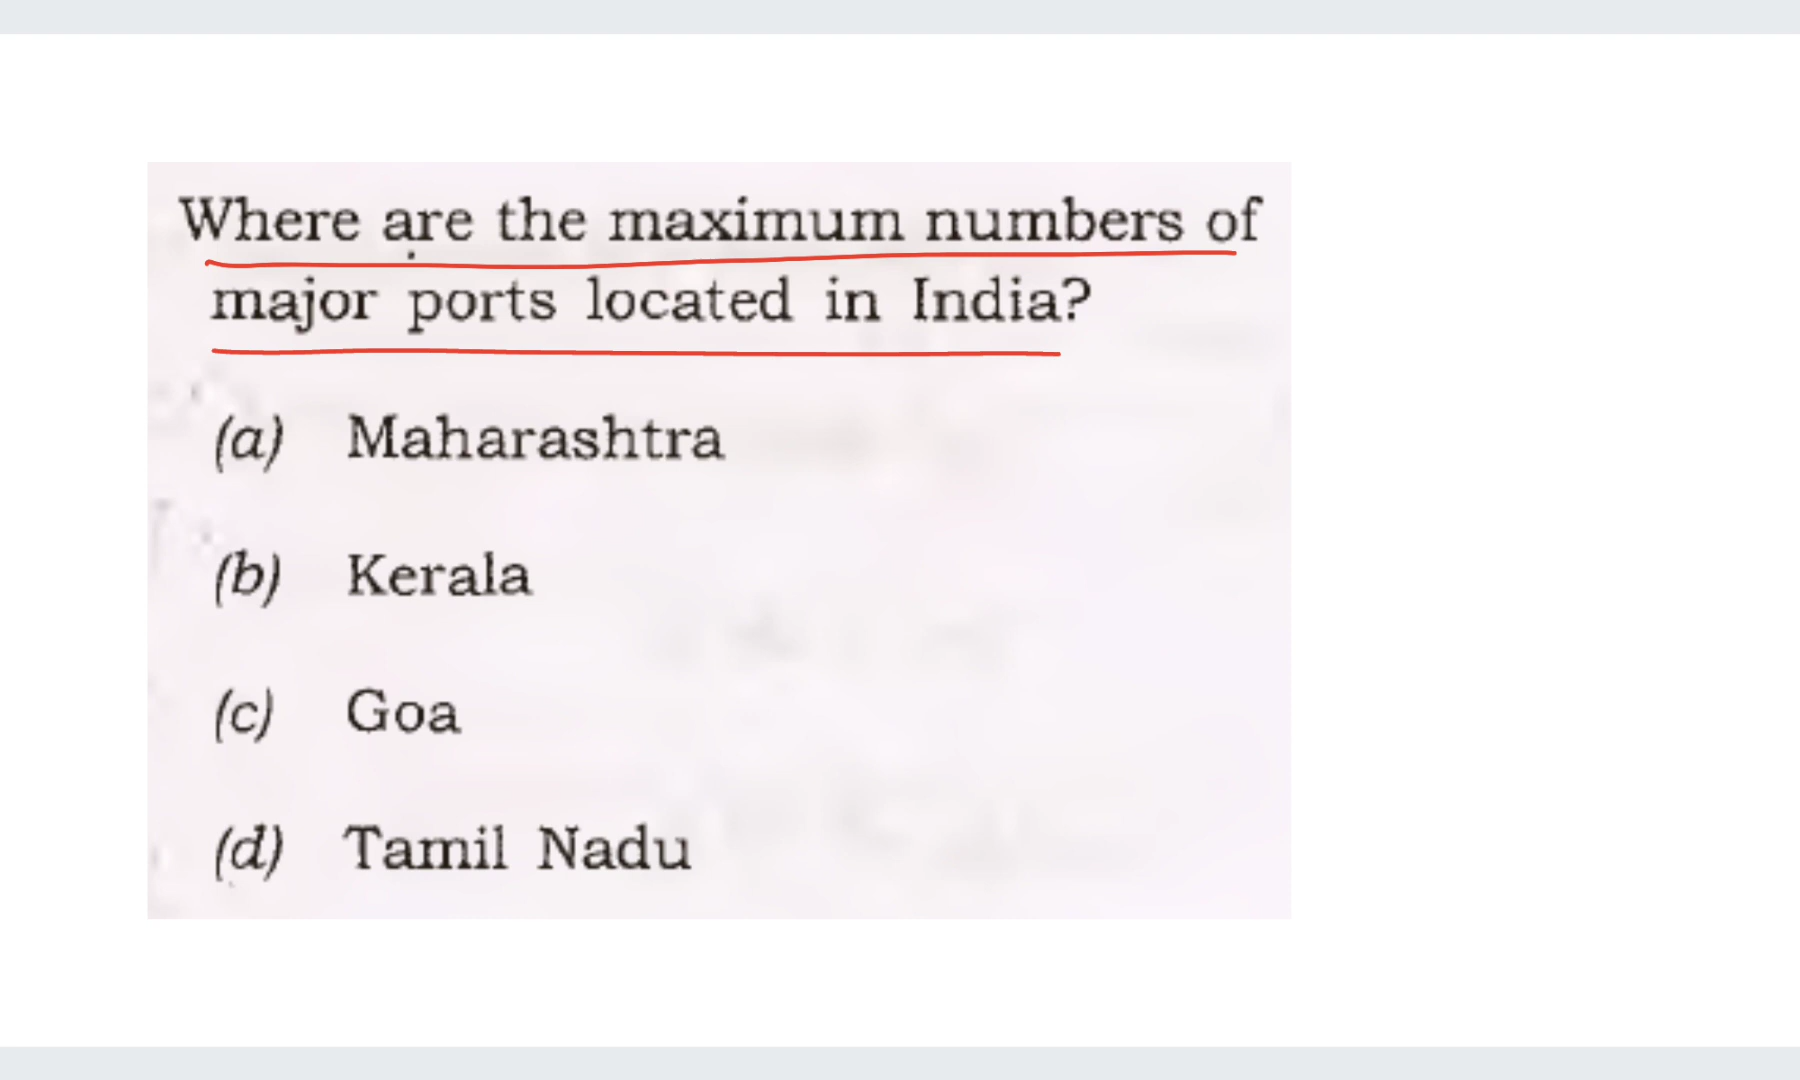 Where are the maximum numbers of
major ports located in India?
(a) Maharashtra
(b) Kerala
(c) Goa
(d) Tamil Nadu